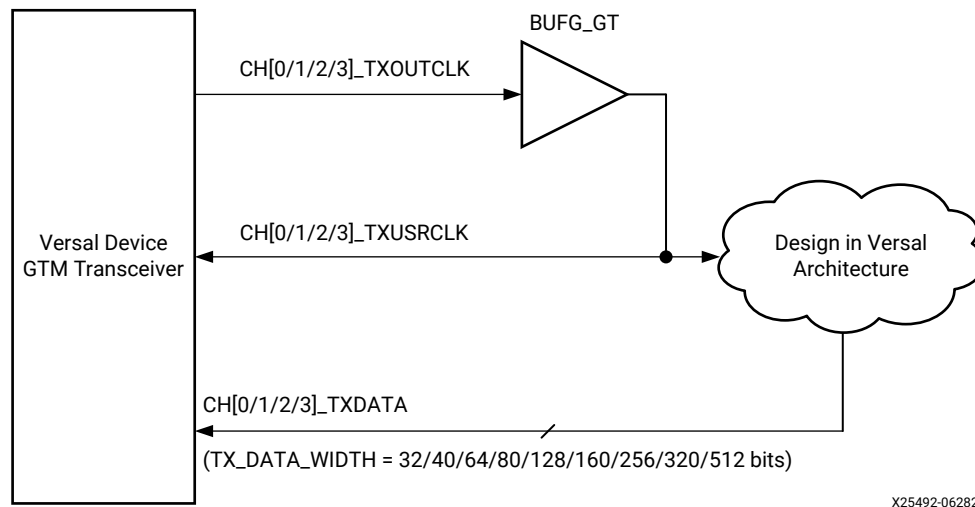 BUFG_GT
CH[0/1/2/3]_TXOUTCLK
CH[0/1/2/3]_TXUSRCLK
Versal Device
GTM Transceiver
Design in Versal
Architecture
CH[0/1/2/3]_TXDATA
(TX_DATA_WIDTH = 32/40/64/80/128/160/256/320/512 bits)
X25492-06282